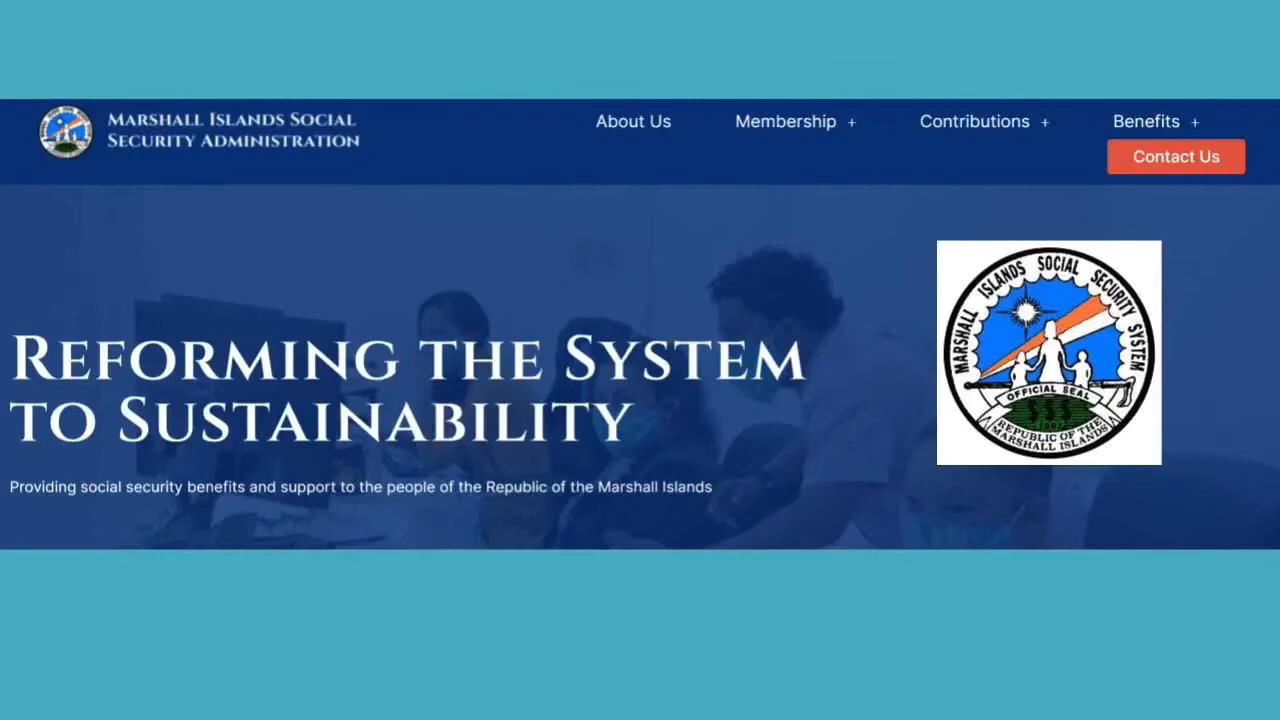 MARSHALL ISLANDS SOCIAL
SECURITY ADMINISTRATION
About Us
Membership +
Contributions +
Benefits +
Contact Us
REFORMING THE SYSTEM
TO SUSTAINABILITY
Providing social security benefits and support to the people of the Republic of the Marshall Islands
MARSHALL ISLANDS SOCIAL SECURITY SYSTEM
OFFICIAL SEAL
REPUBLIC OF THE
MARSHALL ISLANDS